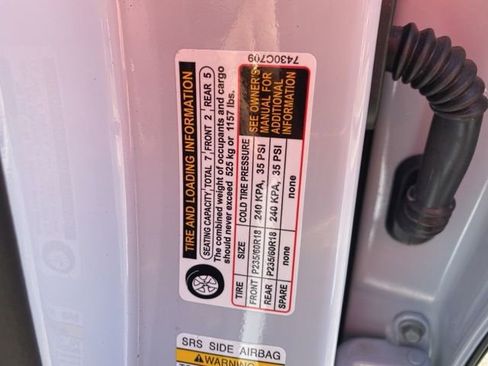 7430C709
TIRE AND LOADING INFORMATION
SEATING CAPACITY TOTAL 7 FRONT 2 REAR 5
The combined weight of occupants and cargo
should never exceed 525 kg or 1157 lbs.
TIRE SIZE COLD TIRE PRESSURE
FRONT P235/60R18 240 KPA, 35 PSI
REAR P235/60R18 240 KPA, 35 PSI
SPARE none none
SEE OWNER'S
MANUAL FOR
ADDITIONAL
INFORMATION
SRS SIDE AIRBAG
WARNING